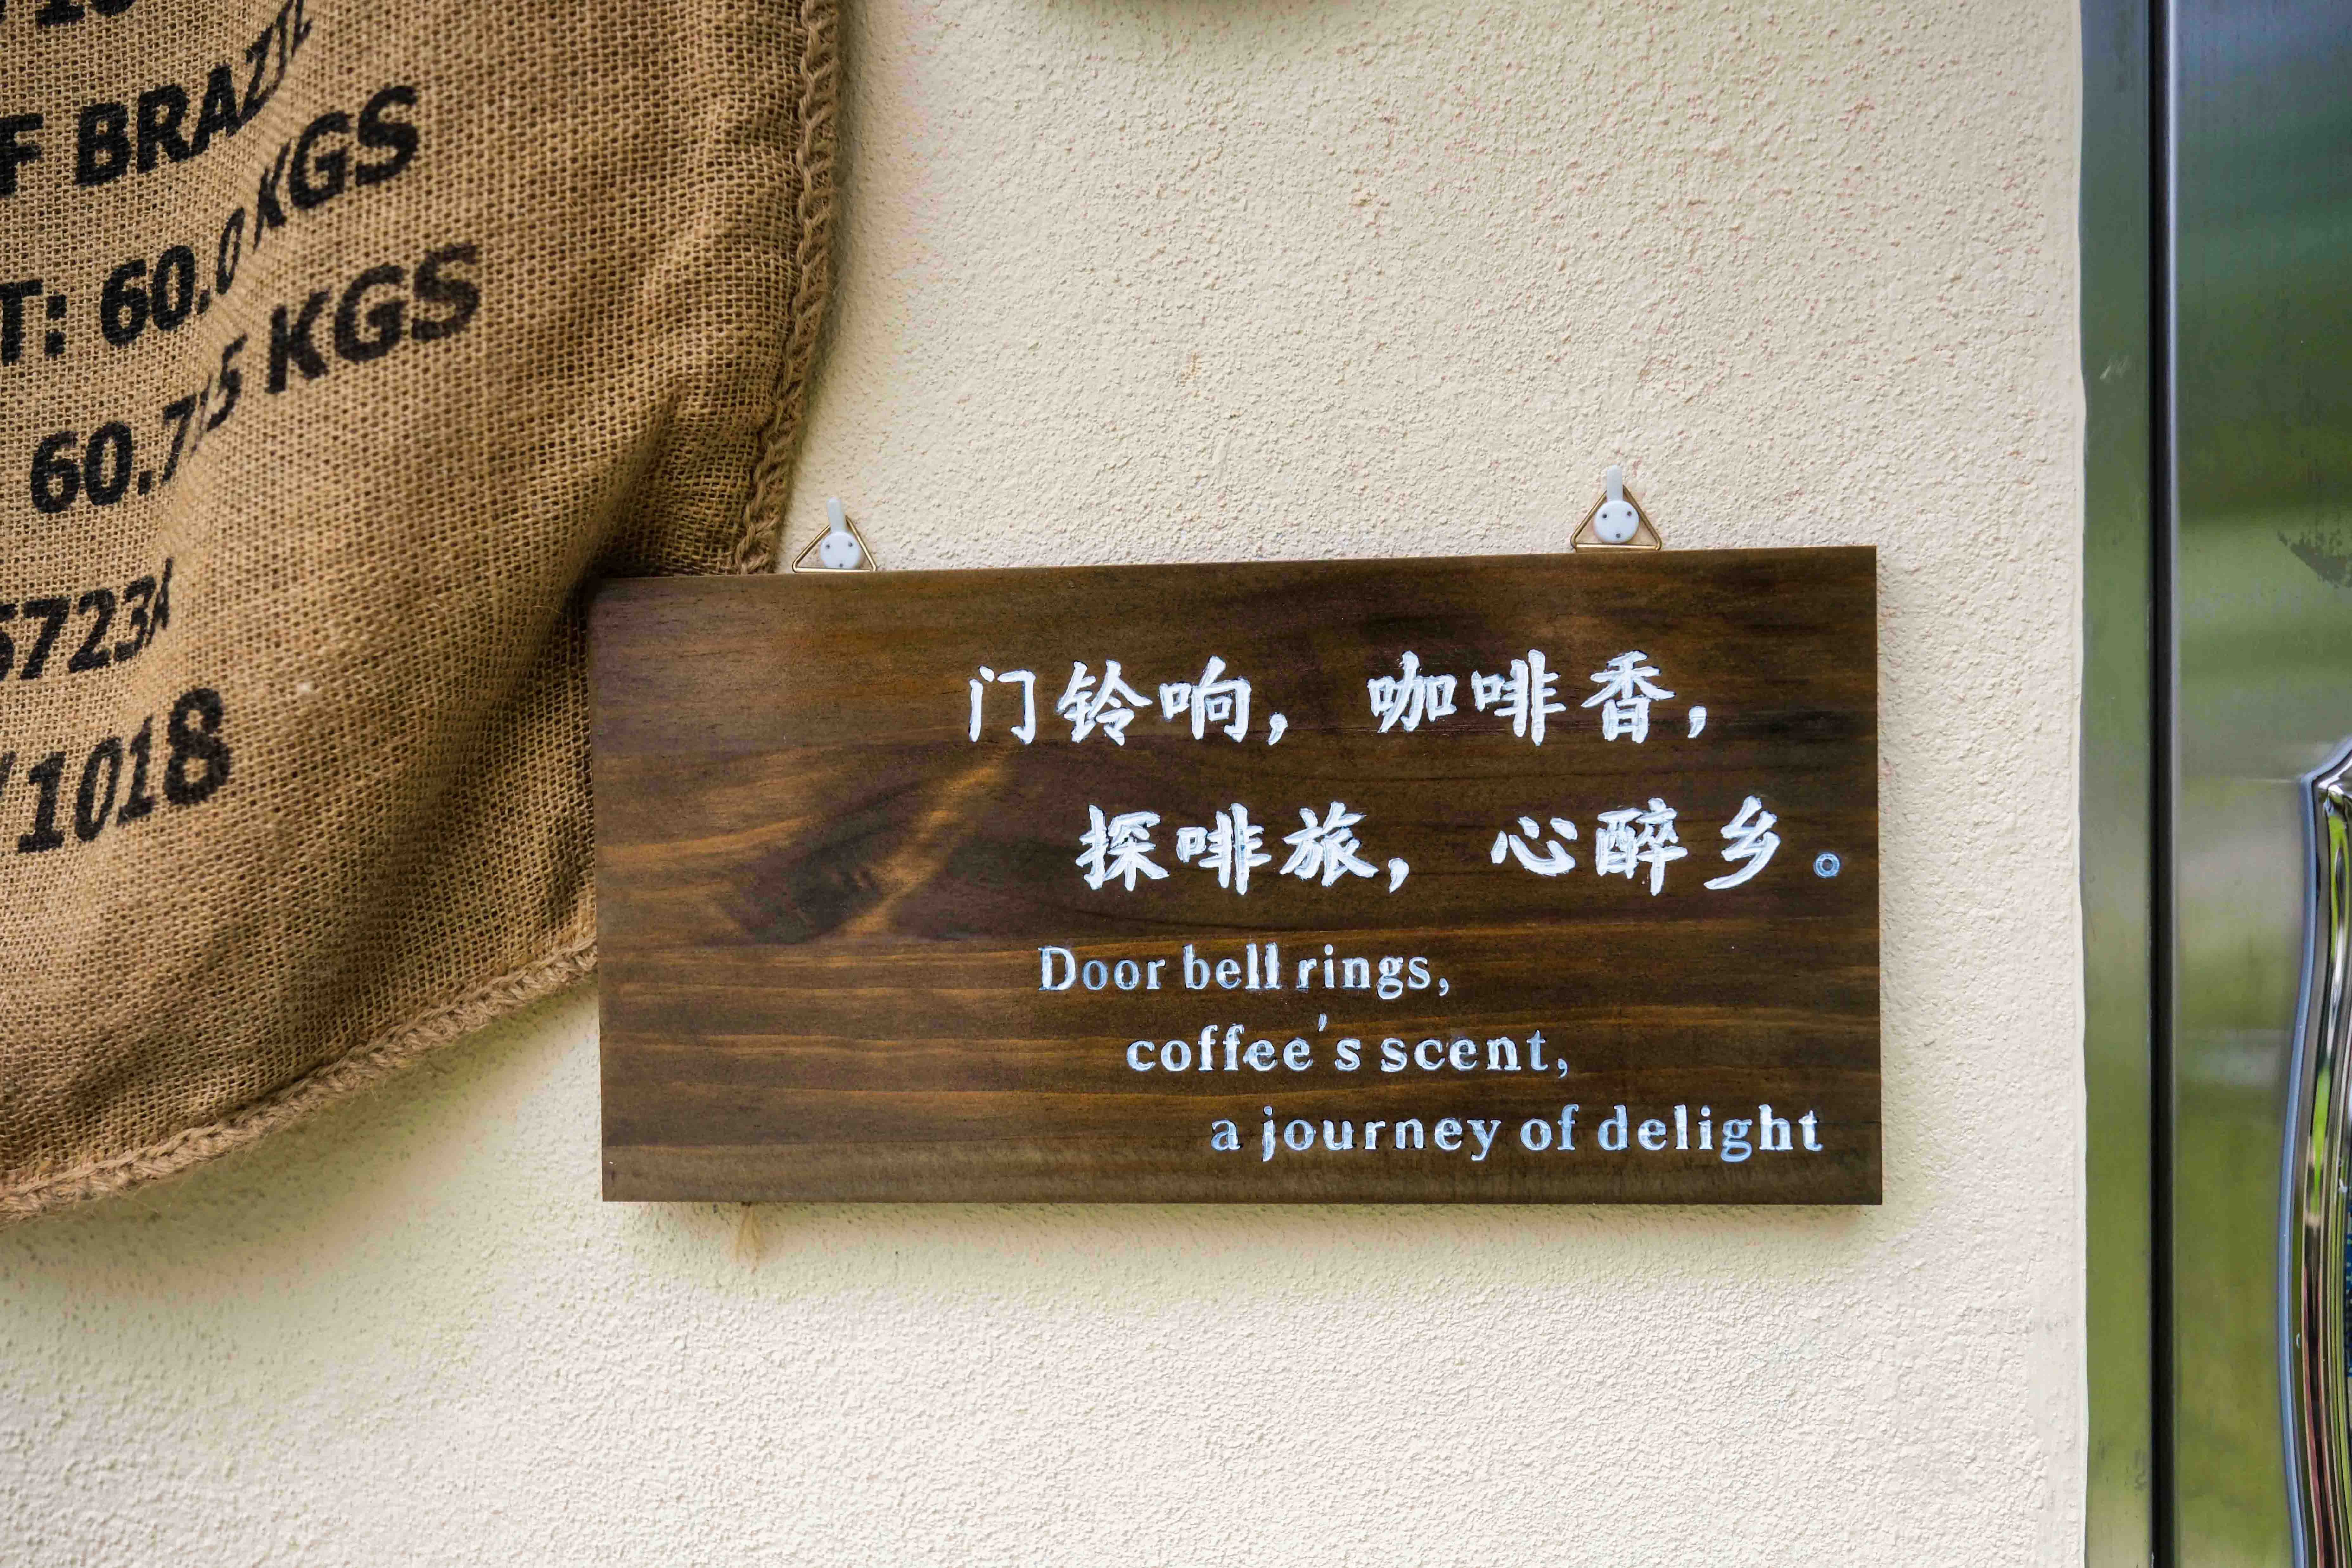 F BRAZIL
T: 60.0 KGS
60.715 KGS
5723A
1018
门铃响，咖啡香，
探啡旅，心醉乡。
Door bell rings,
coffee's scent,
a journey of delight